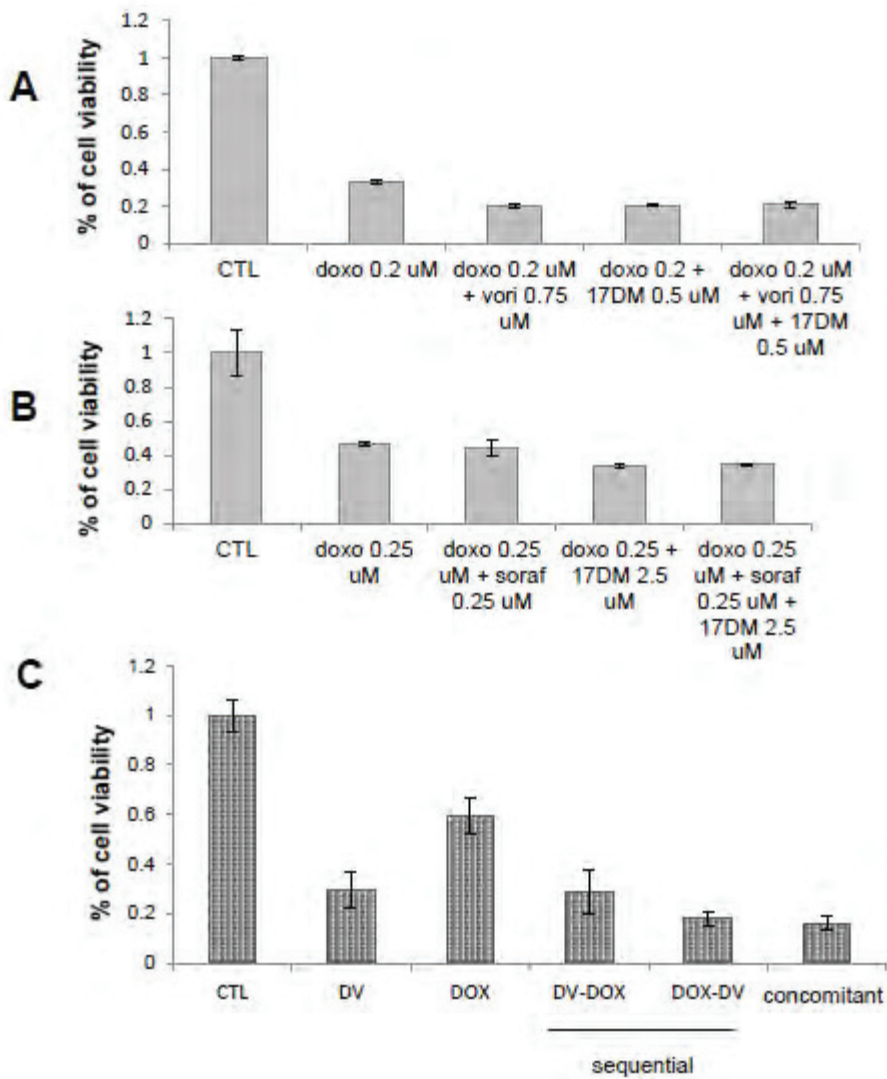 A
% of cell viability
1.2
1
0.8
0.6
0.4
0.2
0
CTL
doxo 0.2 uM
doxo 0.2 uM
+ vori 0.75
uM
doxo 0.2 +
17DM 0.5 uM
doxo 0.2 uM
+ vori 0.75
uM + 17DM
0.5 uM
B
% of cell viability
1.2
1
0.8
0.6
0.4
0.2
0
CTL
doxo 0.25
uM
doxo 0.25
uM + soraf
0.25 uM
doxo 0.25 +
17DM 2.5
uM
doxo 0.25
uM + soraf
0.25 uM +
17DM 2.5
uM
C
% of cell viability
1.2
1
0.8
0.6
0.4
0.2
0
CTL
DV
DOX
DV-DOX
DOX-DV
concomitant
sequential